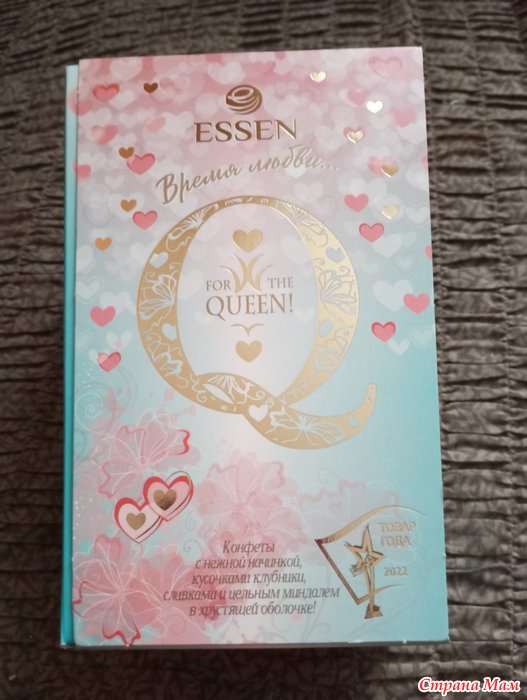 ESSEN
Время любви...
Q
FOR THE
QUEEN!
Конфеты
с нежной начинкой,
кусочками клубники,
сливками и цельным миндалем
в хрустящей оболочке!
ТОВАР
ГОДА
2022
Страна Мам